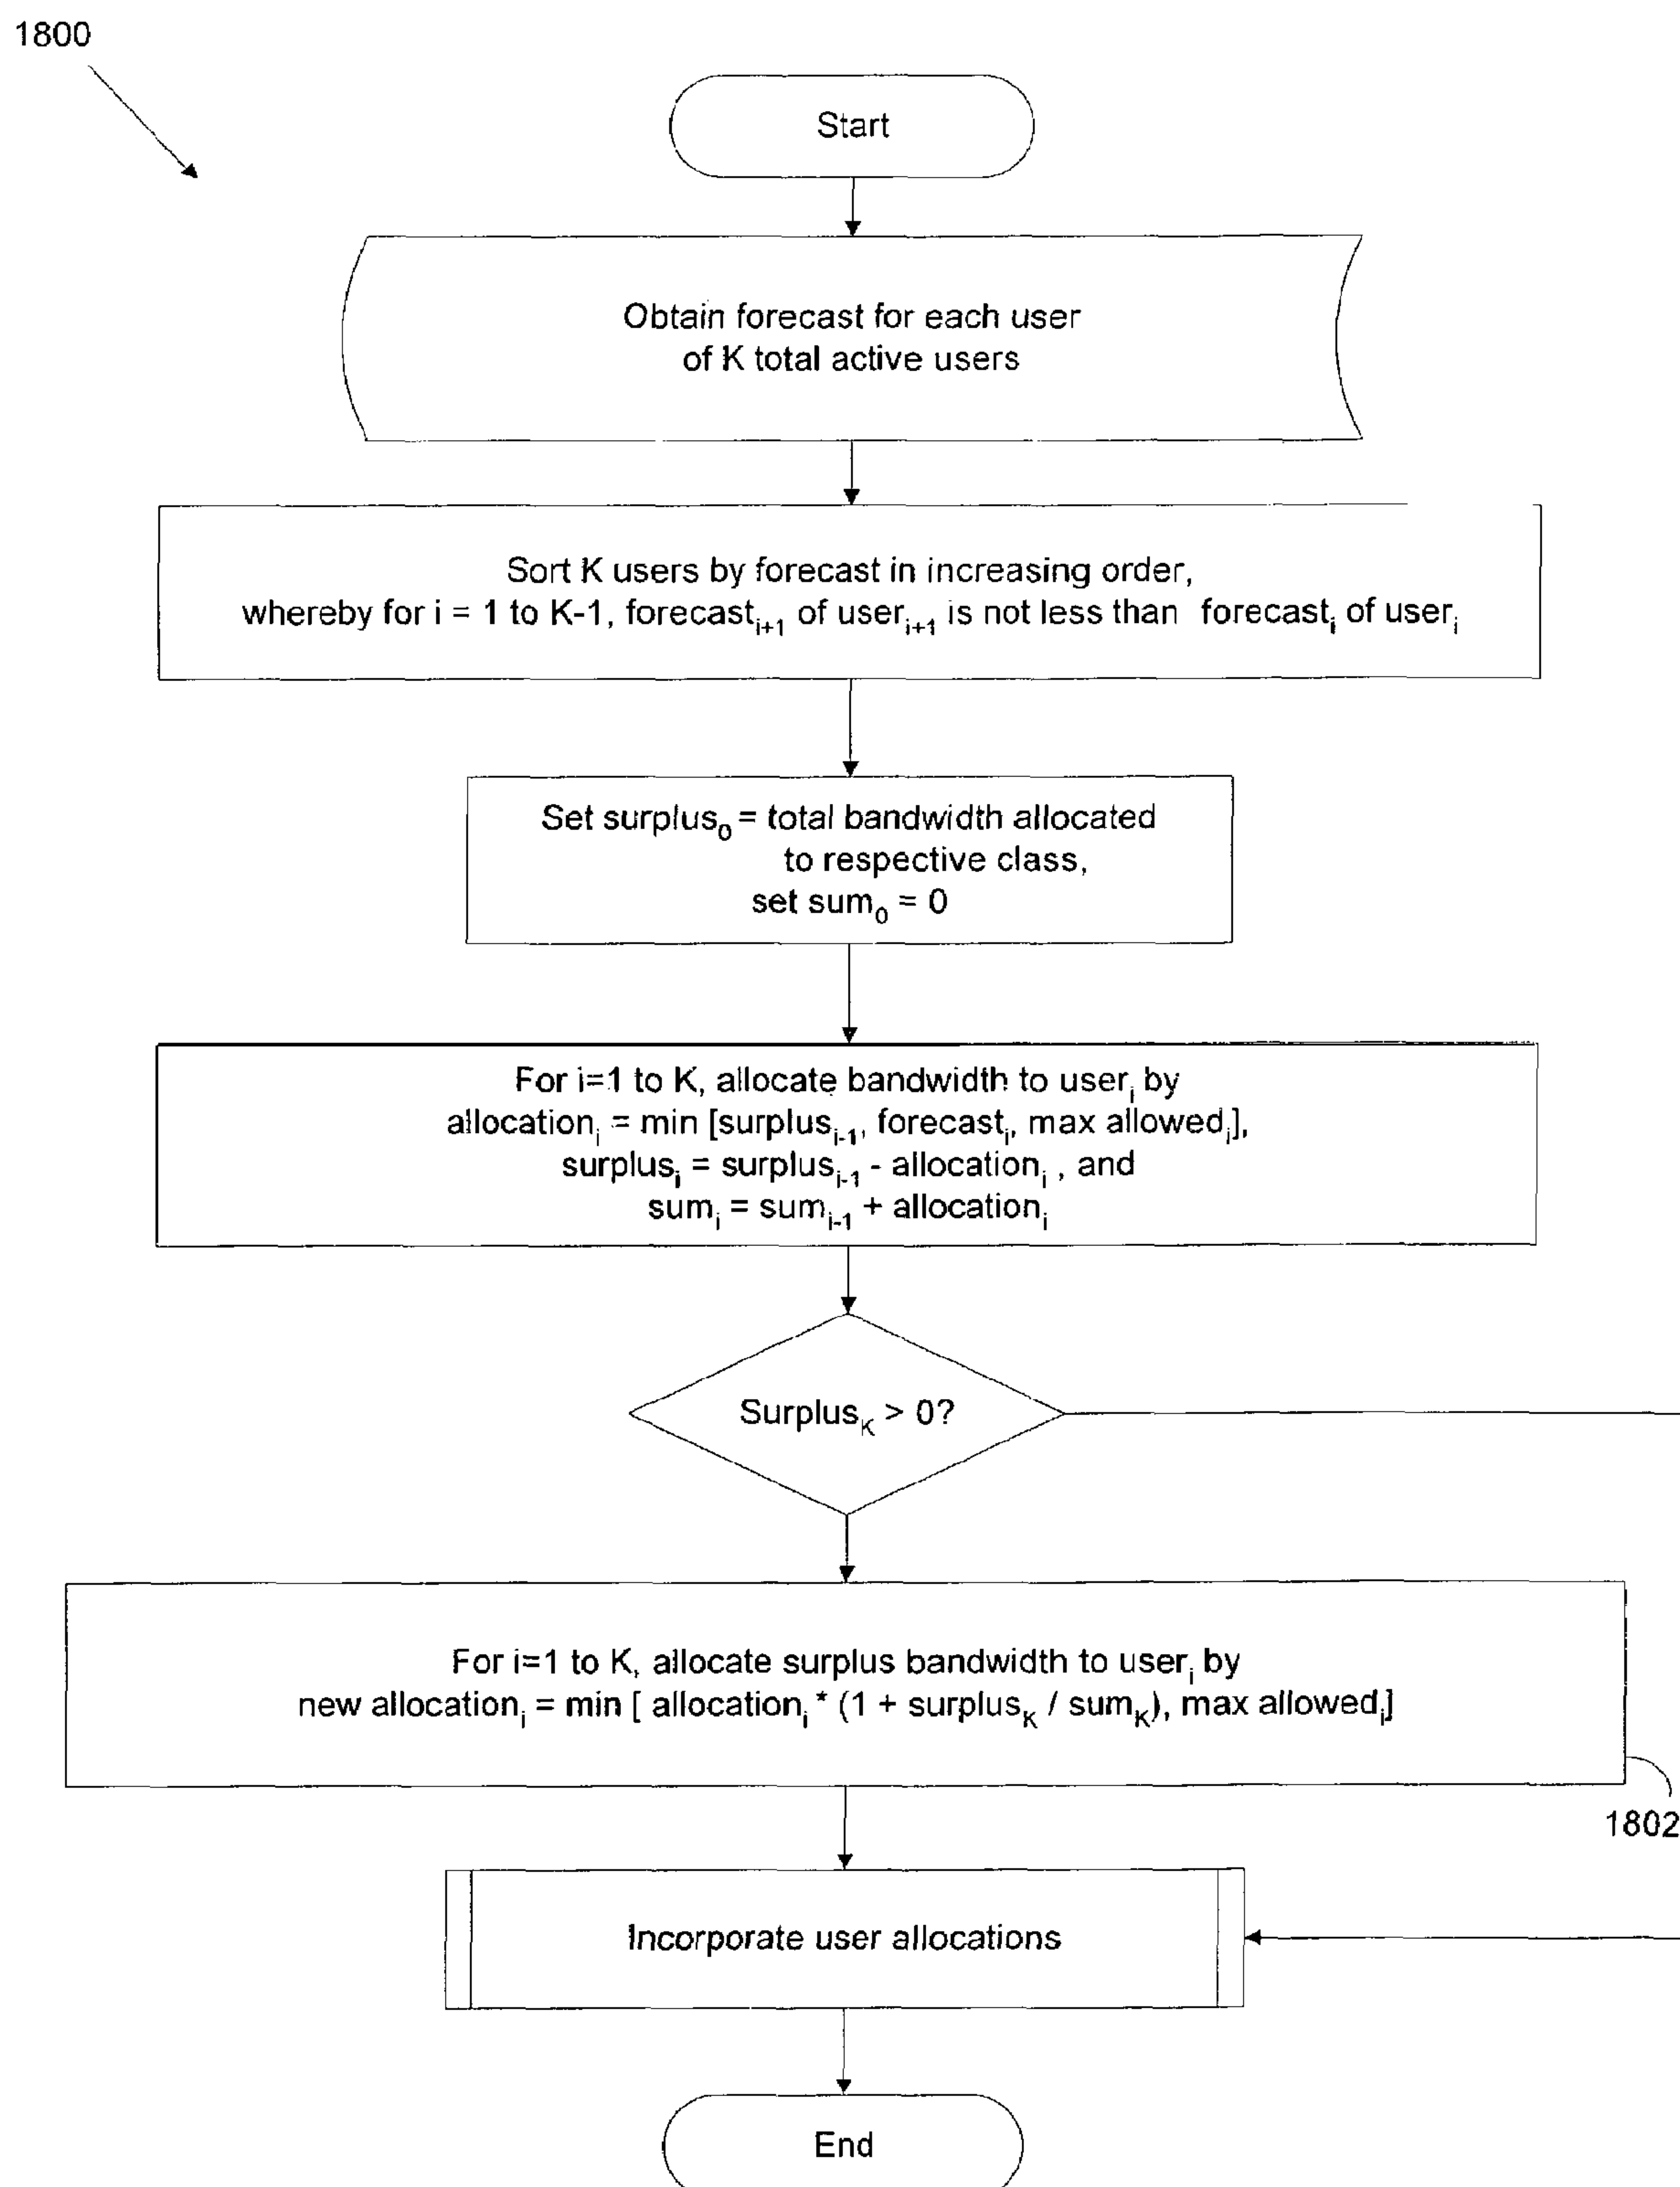 1800
Start
Obtain forecast for each user
of K total active users
Sort K users by forecast in increasing order,
whereby for i = 1 to K-1, forecastᵢ₊₁ of userᵢ₊₁ is not less than forecastᵢ of userᵢ
Set surplus₀ = total bandwidth allocated
to respective class,
set sum₀ = 0
For i=1 to K, allocate bandwidth to userᵢ by
allocationᵢ = min [surplusᵢ₋₁, forecastᵢ, max allowedᵢ],
surplusᵢ = surplusᵢ₋₁ - allocationᵢ , and
sumᵢ = sumᵢ₋₁ + allocationᵢ
Surplus_K > 0?
For i=1 to K, allocate surplus bandwidth to userᵢ by
new allocationᵢ = min [ allocationᵢ * (1 + surplus_K / sum_K), max allowedᵢ]
1802
Incorporate user allocations
End